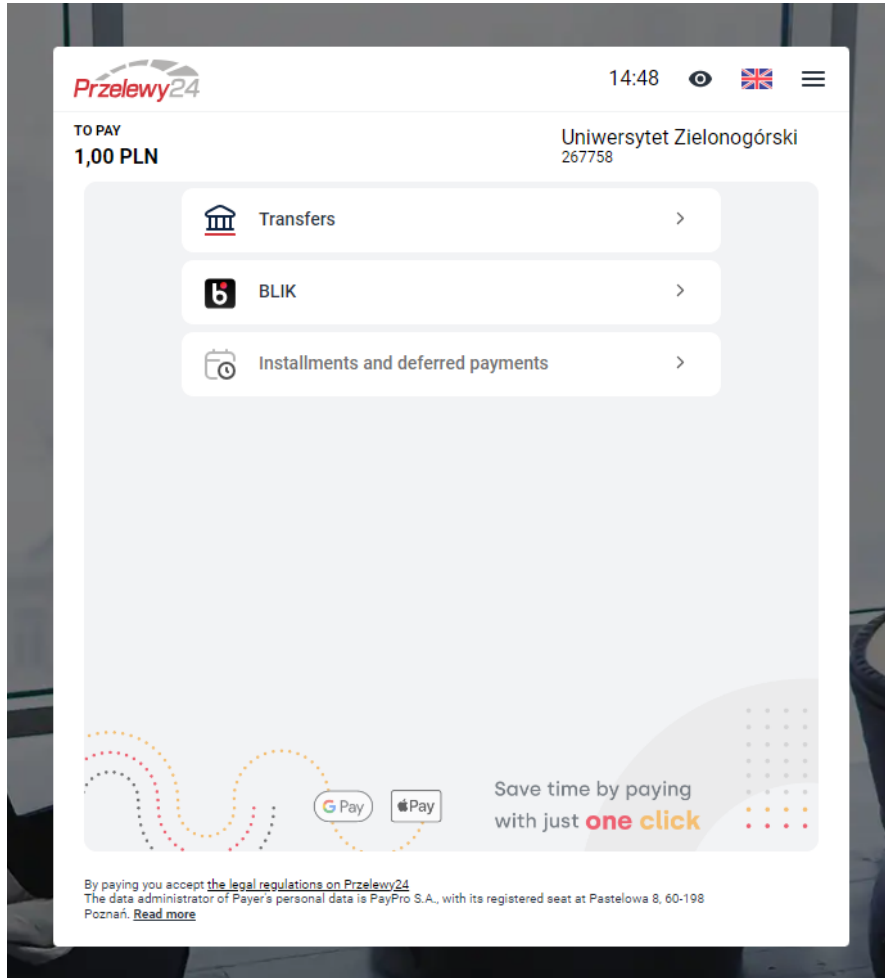 Przelewy24
14:48
TO PAY
1,00 PLN
Uniwersytet Zielonogórski
267758
Transfers
BLIK
Installments and deferred payments
G Pay
Pay
Save time by paying
with just one click
By paying you accept the legal regulations on Przelewy24
The data administrator of Payer's personal data is PayPro S.A., with its registered seat at Pastelowa 8, 60-198
Poznań. Read more